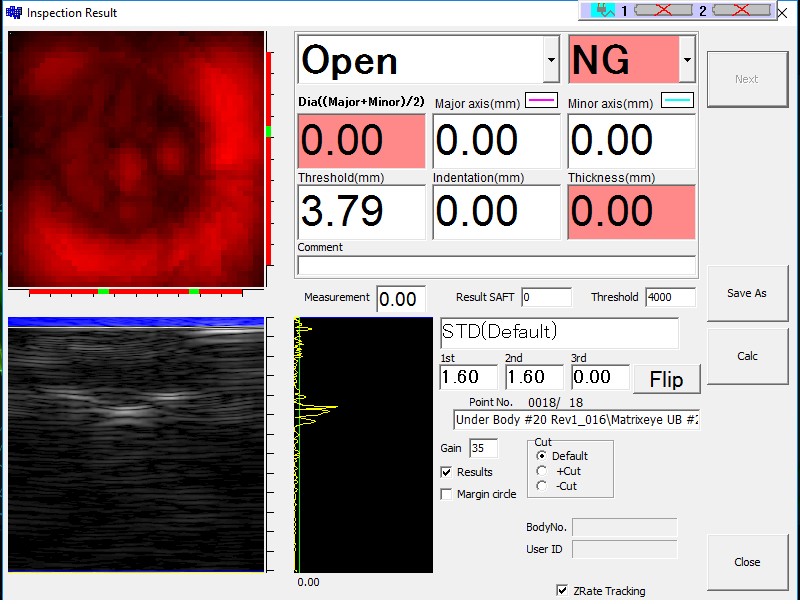 Inspection Result
1 2
Open NG
Next
Dia((Major+Minor)/2) Major axis(mm) Minor axis(mm)
0.00 0.00 0.00
Threshold(mm) Indentation(mm) Thickness(mm)
3.79 0.00 0.00
Comment
Measurement 0.00 Result SAFT 0 Threshold 4000
Save As
STD(Default)
1st 2nd 3rd
1.60 1.60 0.00 Flip
Calc
Point No. 0018/ 18
Under Body #20 Rev1_016\Matrixeye UB #2
Gain 35
Cut
Default
Results
+Cut
Margin circle
-Cut
BodyNo.
User ID
Close
0.00
ZRate Tracking